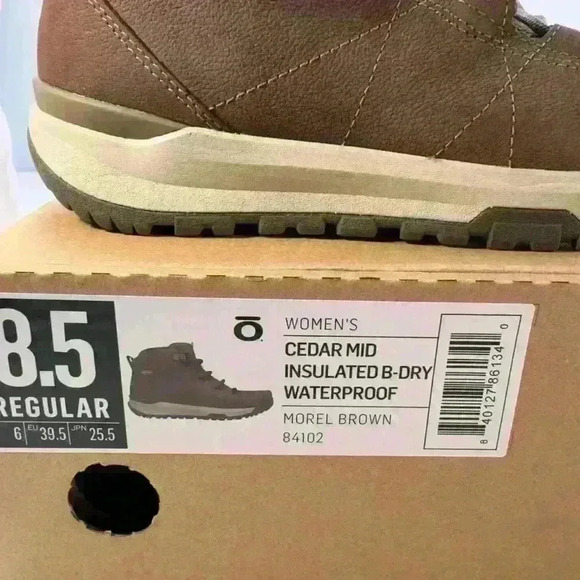 8.5
REGULAR
6 EU 39.5 JPN 25.5
ō
WOMEN'S
CEDAR MID
INSULATED B-DRY
WATERPROOF
MOREL BROWN
84102
8 40127 86134 0